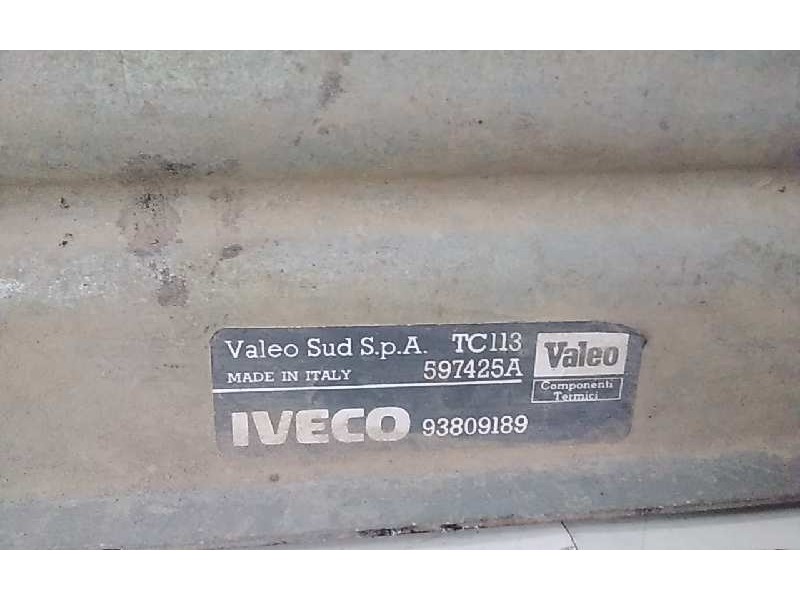 Valeo Sud S.p.A. TC113
MADE IN ITALY 597425A
Valeo
Componenti
Termici
IVECO 93809189